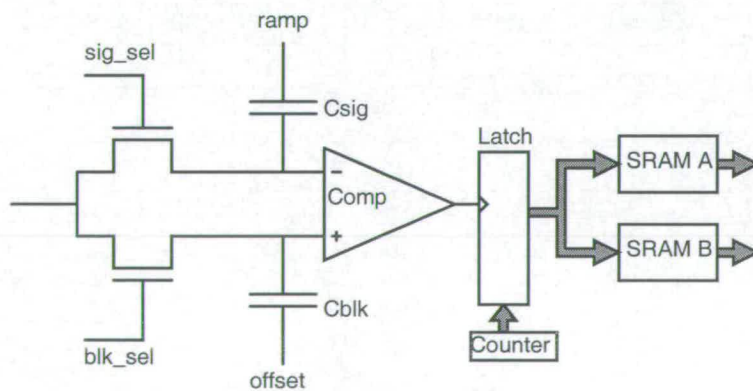 ramp
sig_sel
Csig
Latch
SRAM A
−
Comp
+
SRAM B
Cblk
blk_sel
Counter
offset